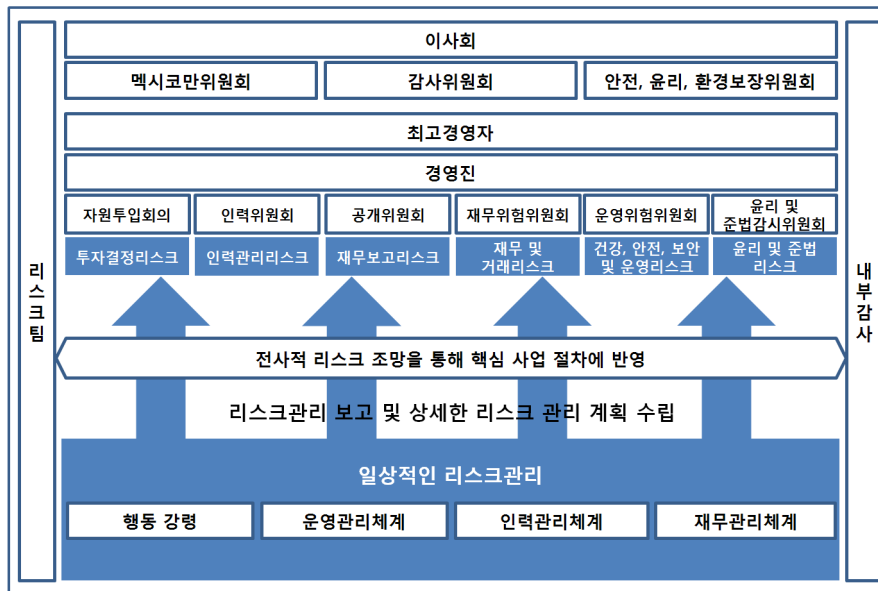 이사회
멕시코만위원회
감사위원회
안전, 윤리, 환경보장위원회
최고경영자
경영진
자원투입회의
인력위원회
공개위원회
재무위험위원회
운영위험위원회
윤리 및
준법감시위원회
투자결정리스크
인력관리리스크
재무보고리스크
재무 및
거래리스크
건강, 안전, 보안
및 운영리스크
윤리 및 준법
리스크
리스크팀
내부감사
전사적 리스크 조망을 통해 핵심 사업 절차에 반영
리스크관리 보고 및 상세한 리스크 관리 계획 수립
일상적인 리스크관리
행동 강령
운영관리체계
인력관리체계
재무관리체계